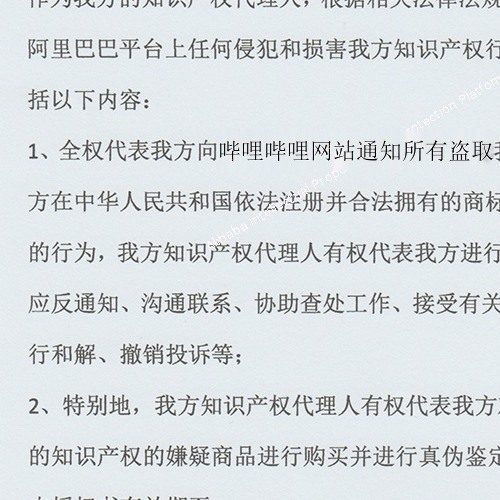 作为我方的知识产权代理人，根据相关法律法规
阿里巴巴平台上任何侵犯和损害我方知识产权行
括以下内容：
1、全权代表我方向哔哩哔哩网站通知所有盗取我
方在中华人民共和国依法注册并合法拥有的商标
的行为，我方知识产权代理人有权代表我方进行
应反通知、沟通联系、协助查处工作、接受有关
行和解、撤销投诉等；
2、特别地，我方知识产权代理人有权代表我方
的知识产权的嫌疑商品进行购买并进行真伪鉴定